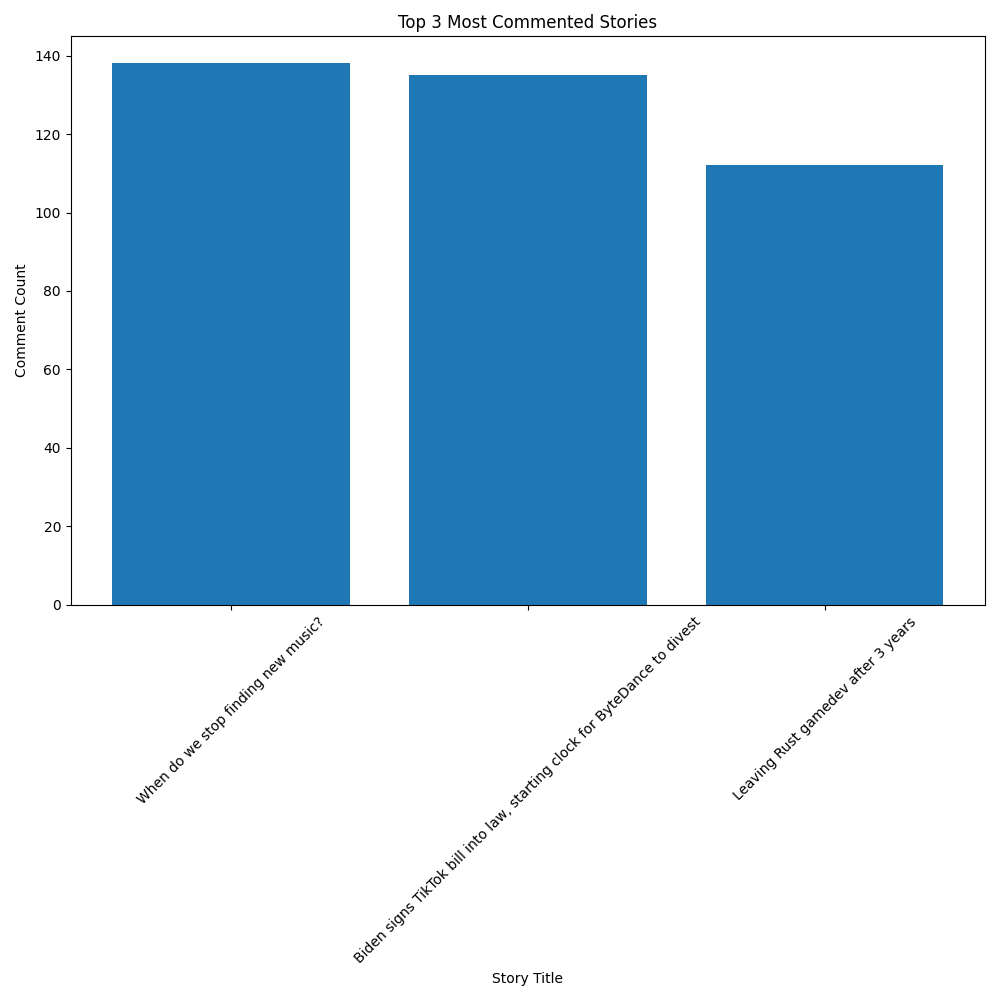 Top 3 Most Commented Stories
Comment Count
140
120
100
80
60
40
20
0
When do we stop finding new music?
Biden signs TikTok bill into law, starting clock for ByteDance to divest
Leaving Rust gamedev after 3 years
Story Title